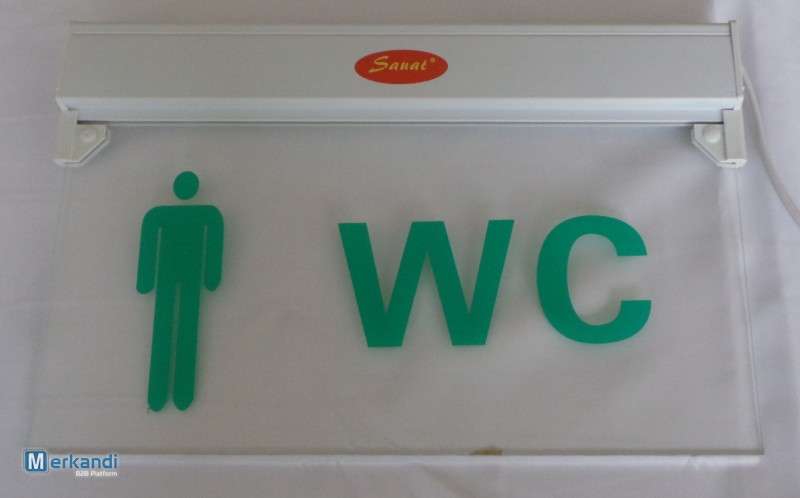 Sanat®
WC
Merkandi
B2B Platform